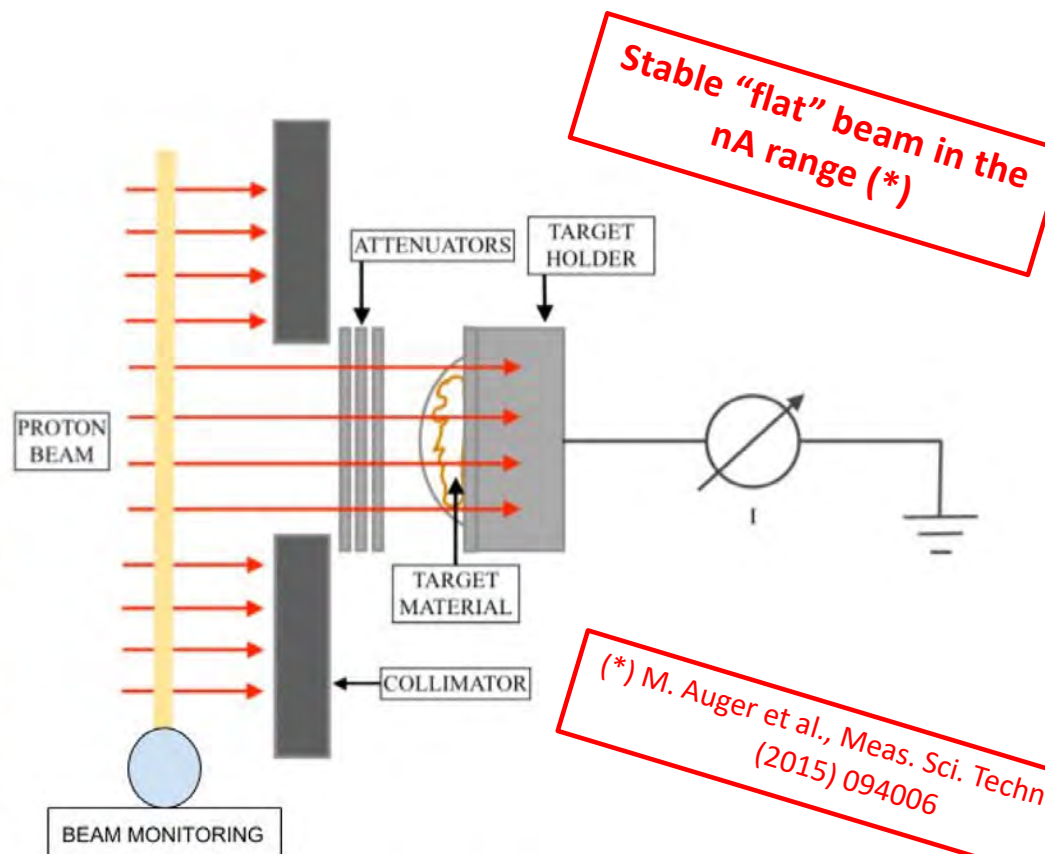 Stable “flat” beam in the
nA range (*)
ATTENUATORS
TARGET
HOLDER
PROTON
BEAM
I
TARGET
MATERIAL
COLLIMATOR
(*) M. Auger et al., Meas. Sci. Techn
(2015) 094006
BEAM MONITORING